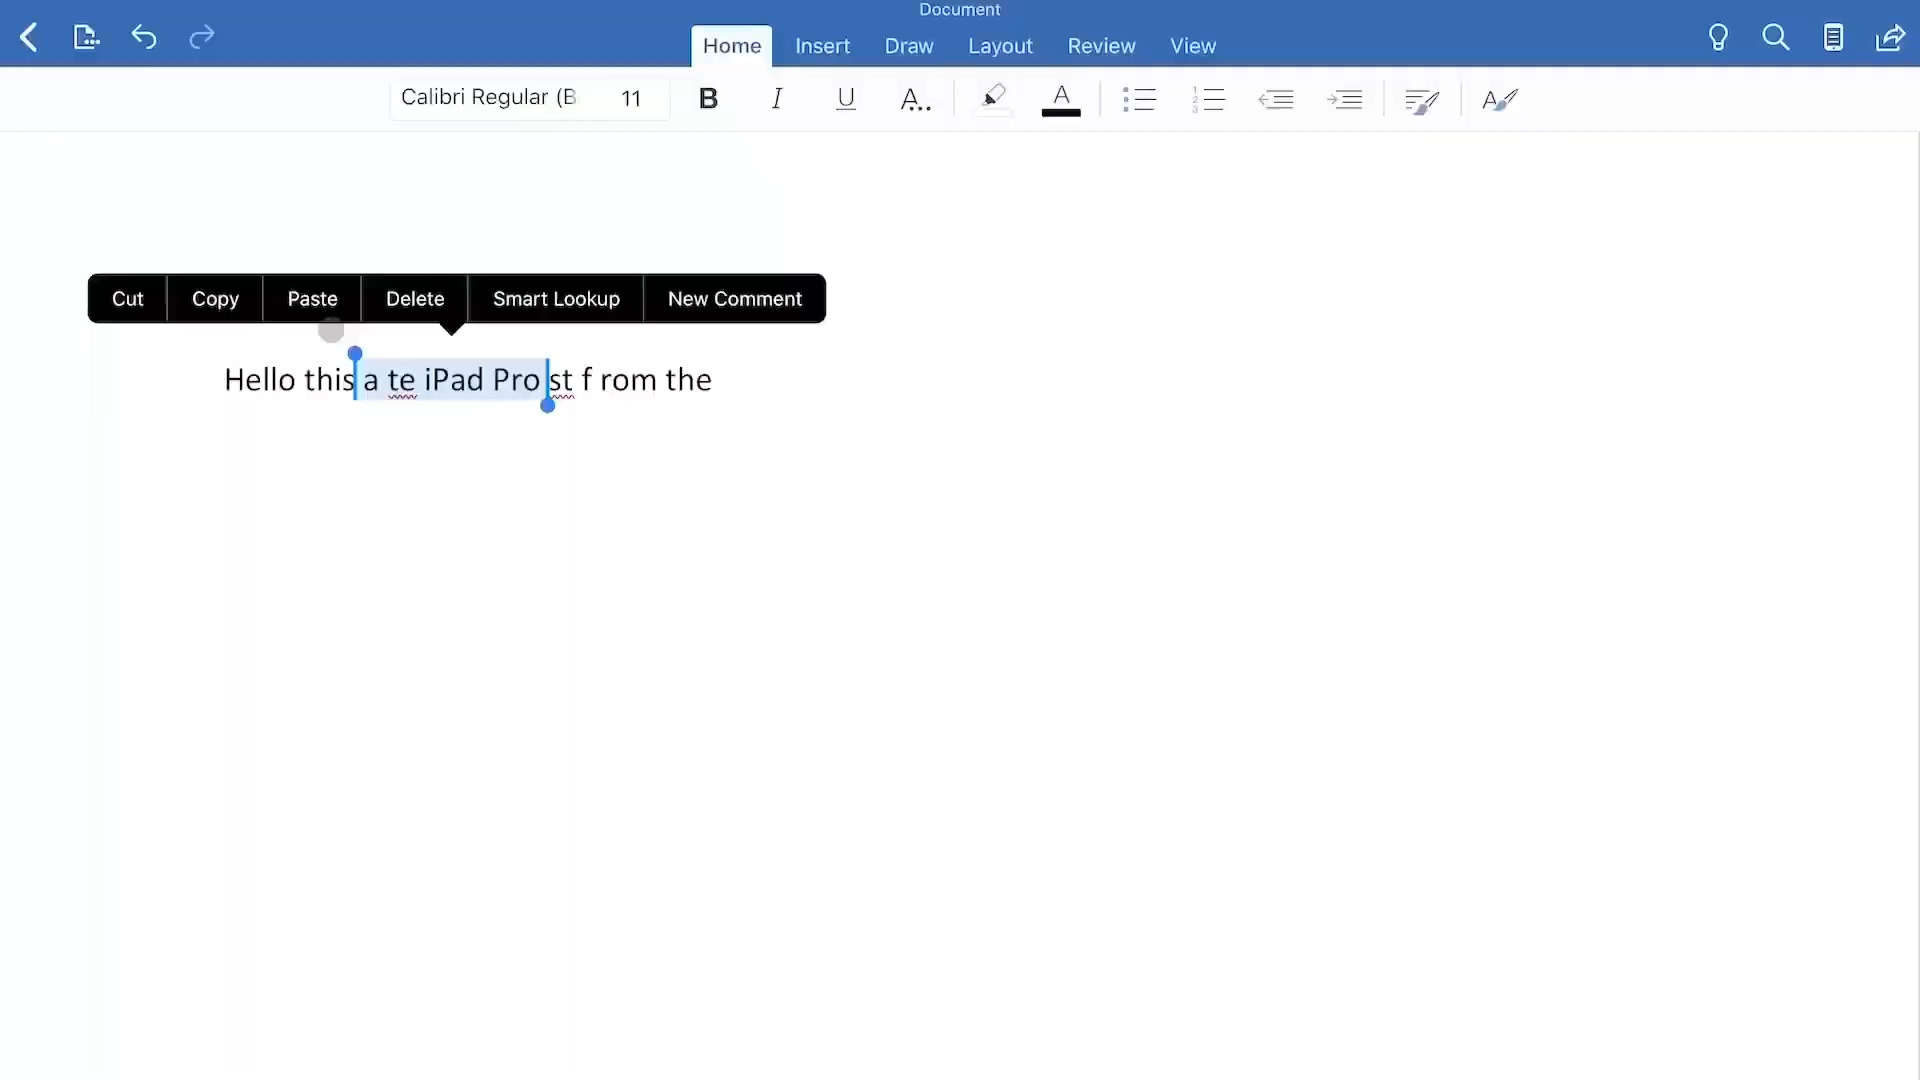 Document
Home Insert Draw Layout Review View
Calibri Regular (B 11 B I U A.. A
Cut Copy Paste Delete Smart Lookup New Comment
Hello this a te iPad Pro st f rom the